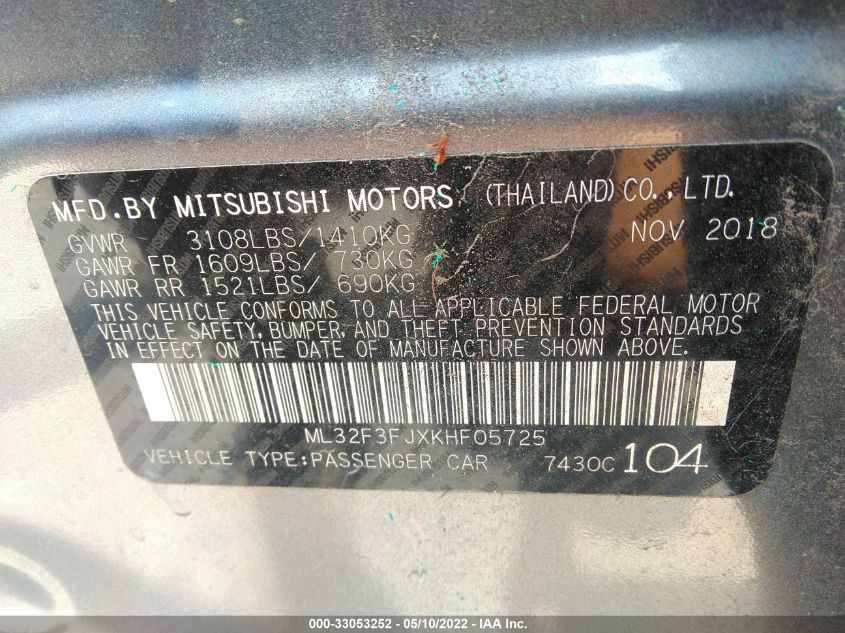 MFD.BY MITSUBISHI MOTORS (THAILAND) CO., LTD.
GVWR 3108LBS/1410KG NOV 2018
GAWR FR 1609LBS/ 730KG
GAWR RR 1521LBS/ 690KG
THIS VEHICLE CONFORMS TO ALL APPLICABLE FEDERAL MOTOR
VEHICLE SAFETY, BUMPER, AND THEFT PREVENTION STANDARDS
IN EFFECT ON THE DATE OF MANUFACTURE SHOWN ABOVE.
ML32F3FJXKHF05725
VEHICLE TYPE:PASSENGER CAR 7430C 104
000-33053252 - 05/10/2022 - IAA Inc.